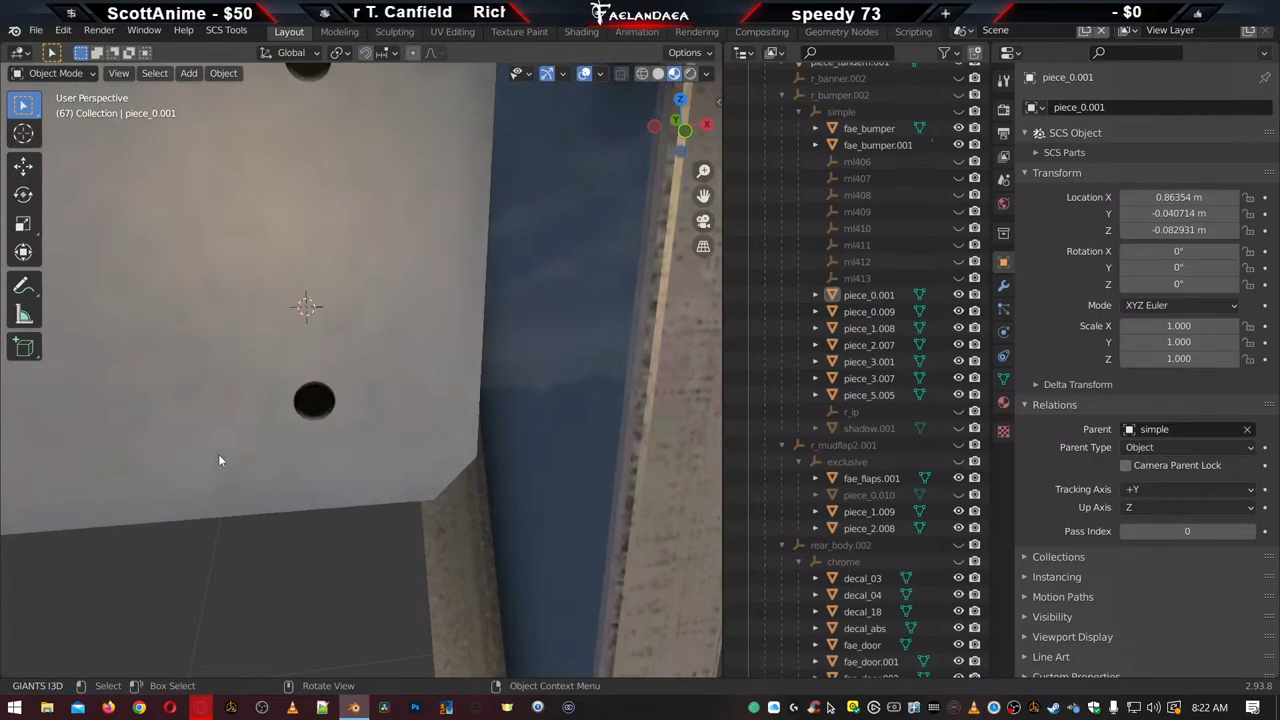 ScottAnime - $50
r T. Canfield
Rich
FAELANDAEA
speedy 73
- $0
File Edit Render Window Help SCS Tools
Layout Modeling Sculpting UV Editing Texture Paint Shading Animation Rendering Compositing Geometry Nodes Scripting
Scene
View Layer
Global
Options
Object Mode
View Select Add Object
User Perspective
(67) Collection | piece_0.001
Z
Y
X
r_banner.002
r_bumper.002
simple
fae_bumper
fae_bumper.001
ml406
ml407
ml408
ml409
ml410
ml411
ml412
ml413
piece_0.001
piece_0.009
piece_1.008
piece_2.007
piece_3.001
piece_3.007
piece_5.005
r_lp
shadow.001
r_mudflap2.001
exclusive
fae_flaps.001
piece_0.010
piece_1.009
piece_2.008
rear_body.002
chrome
decal_03
decal_04
decal_18
decal_abs
fae_door
fae_door.001
piece_0.001
piece_0.001
SCS Object
SCS Parts
Transform
Location X 0.86354 m
Y -0.040714 m
Z -0.082931 m
Rotation X 0°
Y 0°
Z 0°
Mode XYZ Euler
Scale X 1.000
Y 1.000
Z 1.000
Delta Transform
Relations
Parent simple
Parent Type Object
Camera Parent Lock
Tracking Axis +Y
Up Axis Z
Pass Index 0
Collections
Instancing
Motion Paths
Visibility
Viewport Display
Line Art
Custom Properties
GIANTS I3D
Select
Box Select
Rotate View
Object Context Menu
2.93.8
8:22 AM